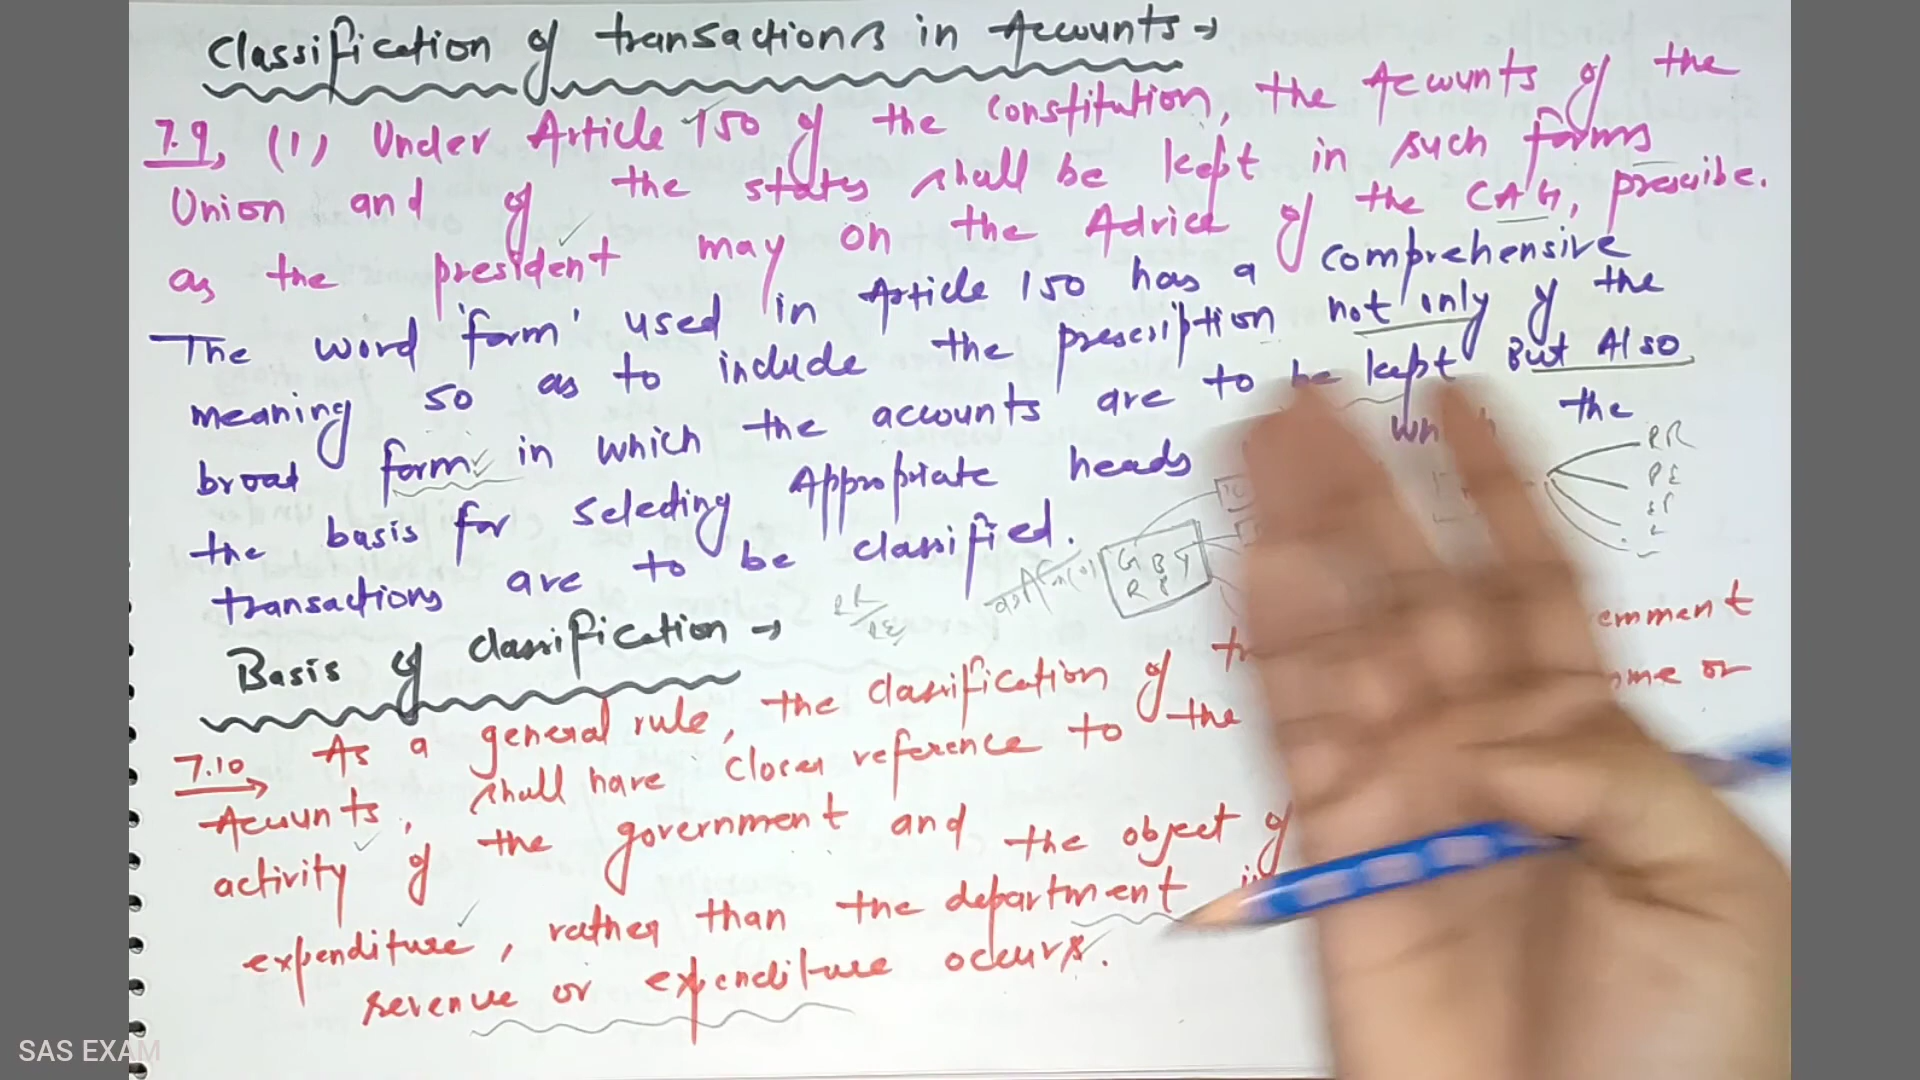 Classification of transactions in Accounts →
7.9, (1) Under Article 150 of the constitution, the Accounts of the
Union and of the states shall be kept in such forms
as the president may on the Advice of the CAG, prescribe.
The word 'form' used in Article 150 has a comprehensive
meaning so as to include the prescription not only of the
broad form in which the accounts are to be kept But Also
the basis for selecting Appropriate heads the
transactions are to be classified.
RR
RE
RR
RE
Basis of classification →
7.10 As a general rule, the classification of
Accounts, shall have closer reference to the
activity of the government and the object of
expenditure, rather than the department
revenue or expenditure occurs.
SAS EXAM